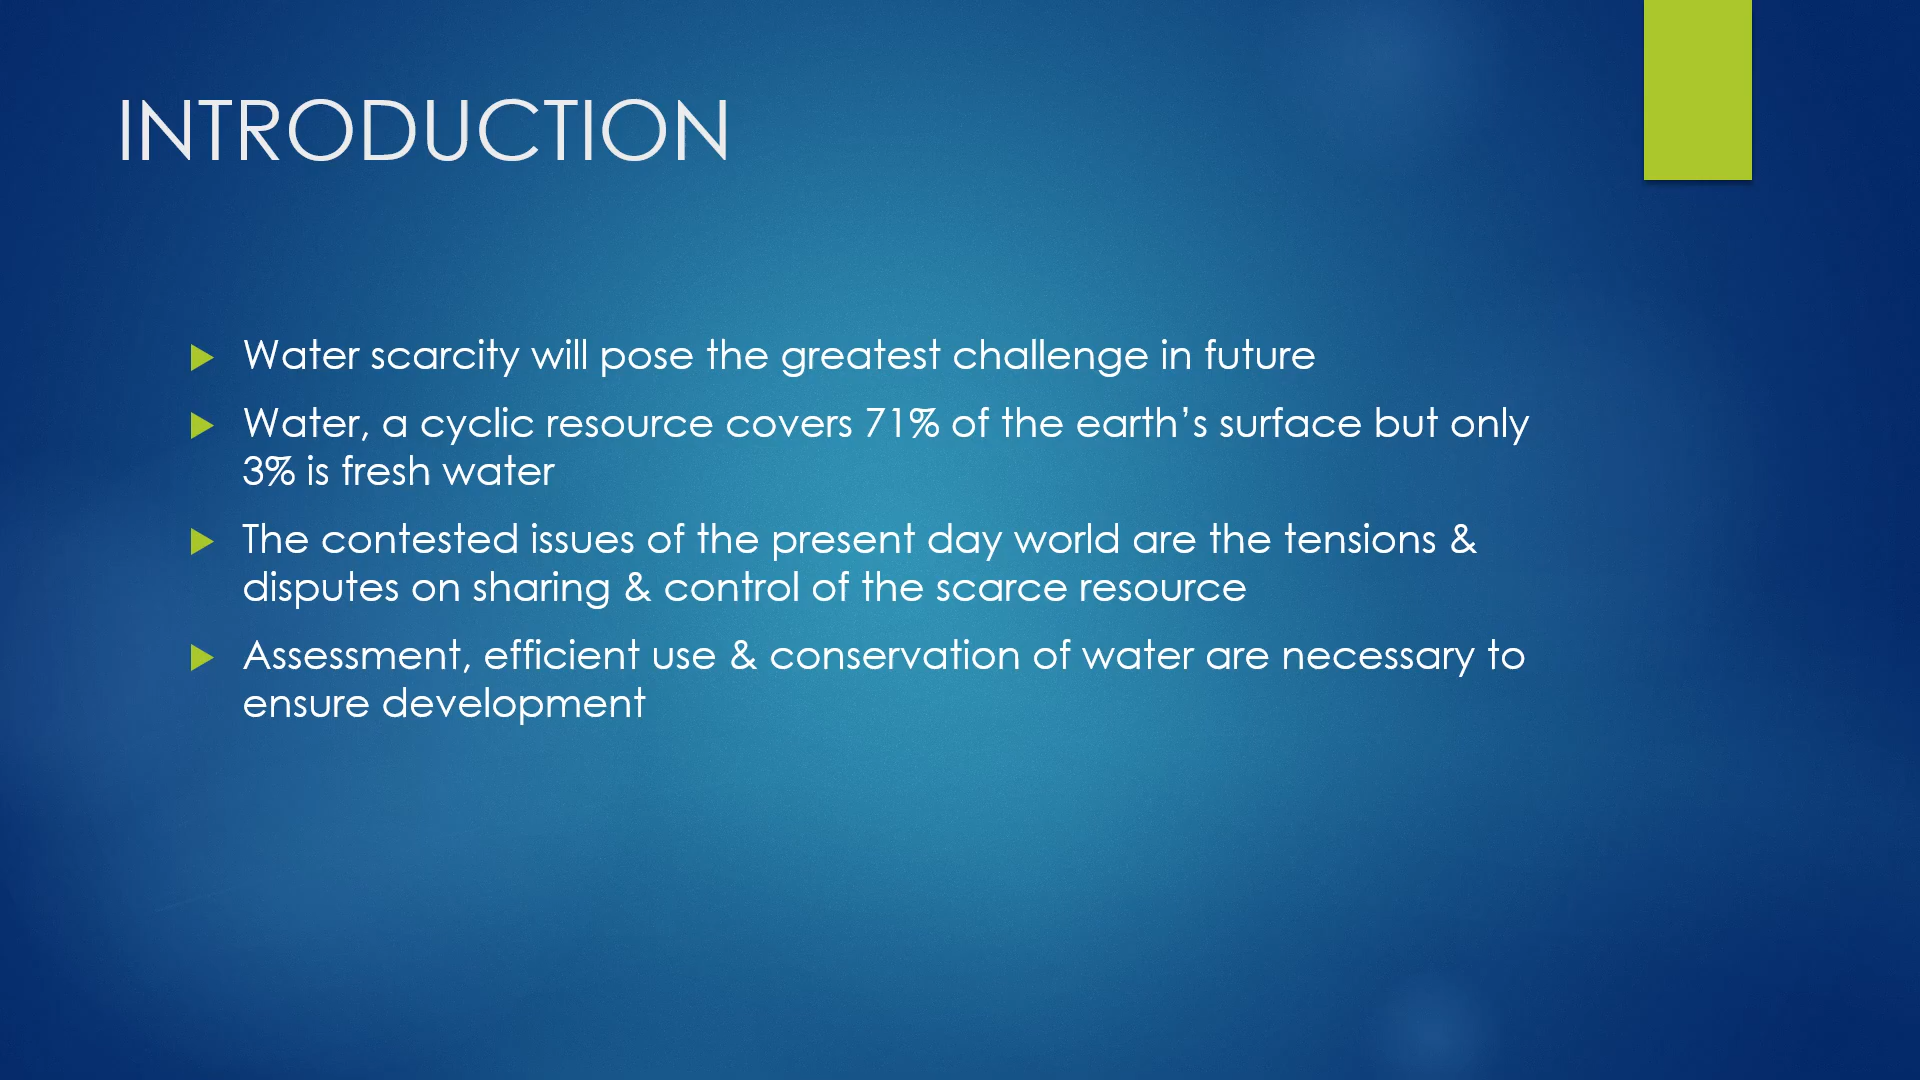 INTRODUCTION
Water scarcity will pose the greatest challenge in future
Water, a cyclic resource covers 71% of the earth’s surface but only
3% is fresh water
The contested issues of the present day world are the tensions &
disputes on sharing & control of the scarce resource
Assessment, efficient use & conservation of water are necessary to
ensure development